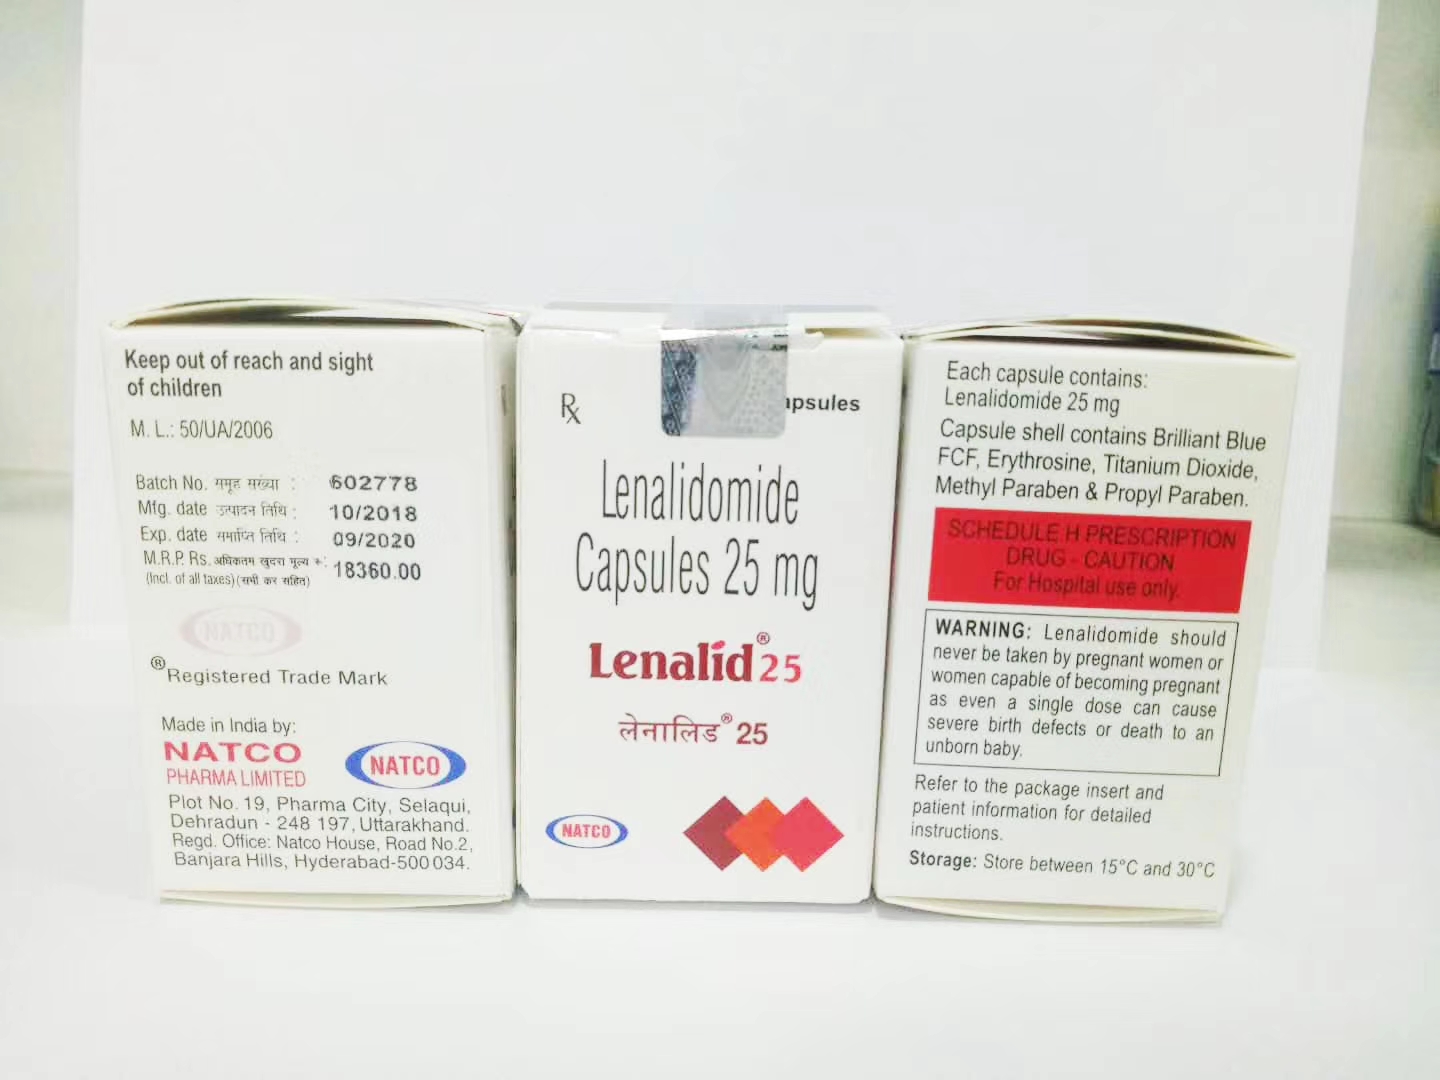 Keep out of reach and sight
of children
M. L.: 50/UA/2006
Batch No. समूह संख्या : 602778
Mfg. date उत्पादन तिथि : 10/2018
Exp. date समाप्ति तिथि : 09/2020
M.R.P. Rs. अधिकतम खुदरा मूल्य रु: 18360.00
(Incl. of all taxes) (सभी कर सहित)
NATCO
® Registered Trade Mark
Made in India by:
NATCO
PHARMA LIMITED
NATCO
Plot No. 19, Pharma City, Selaqui,
Dehradun - 248 197, Uttarakhand.
Regd. Office: Natco House, Road No.2,
Banjara Hills, Hyderabad-500 034.
Rx
apsules
Lenalidomide
Capsules 25 mg
Lenalid® 25
लेनालिड® 25
NATCO
Each capsule contains:
Lenalidomide 25 mg
Capsule shell contains Brilliant Blue
FCF, Erythrosine, Titanium Dioxide,
Methyl Paraben & Propyl Paraben.
SCHEDULE H PRESCRIPTION
DRUG - CAUTION
For Hospital use only.
WARNING: Lenalidomide should
never be taken by pregnant women or
women capable of becoming pregnant
as even a single dose can cause
severe birth defects or death to an
unborn baby.
Refer to the package insert and
patient information for detailed
instructions.
Storage: Store between 15°C and 30°C